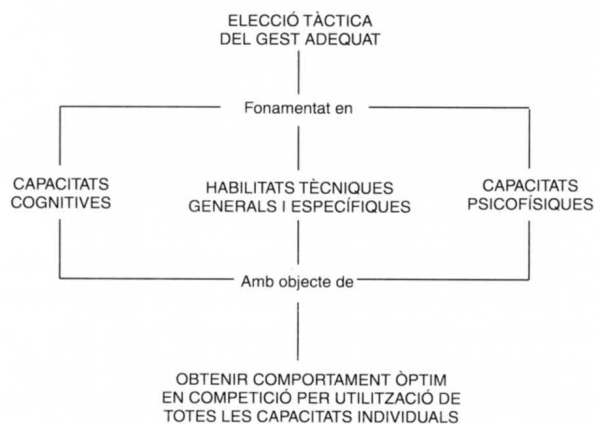 ELECCIÓ TÀCTICA
DEL GEST ADEQUAT
Fonamentat en
CAPACITATS
COGNITIVES
HABILITATS TÈCNIQUES
GENERALS I ESPECÍFIQUES
CAPACITATS
PSICOFÍSIQUES
Amb objecte de
OBTENIR COMPORTAMENT ÒPTIM
EN COMPETICIÓ PER UTILITZACIÓ DE
TOTES LES CAPACITATS INDIVIDUALS